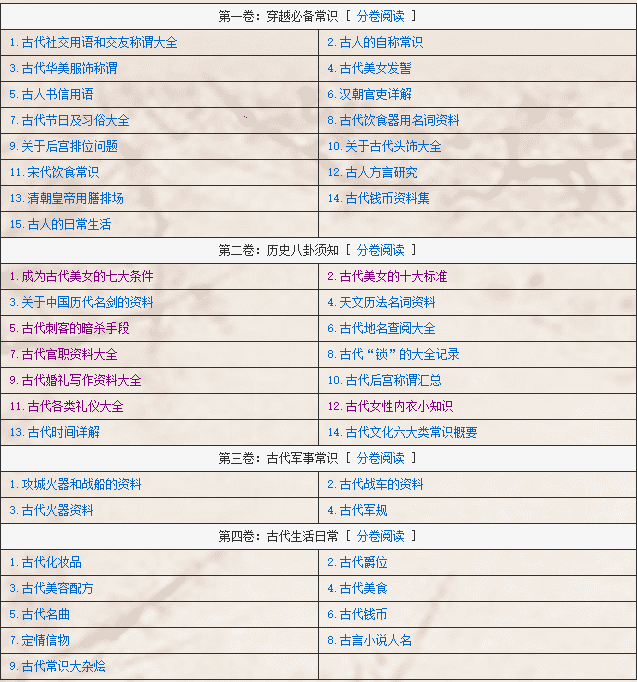 第一卷：穿越必备常识 [ 分卷阅读 ]
1. 古代社交用语和交友称谓大全
2. 古人的自称常识
3. 古代华美服饰称谓
4. 古代美女发髻
5. 古人书信用语
6. 汉朝官吏详解
7. 古代节日及习俗大全
8. 古代饮食器用名词资料
9. 关于后宫排位问题
10. 关于古代头饰大全
11. 宋代饮食常识
12. 古人方言研究
13. 清朝皇帝用膳排场
14. 古代钱币资料集
15. 古人的日常生活
第二卷：历史八卦须知 [ 分卷阅读 ]
1. 成为古代美女的七大条件
2. 古代美女的十大标准
3. 关于中国历代名剑的资料
4. 天文历法名词资料
5. 古代刺客的暗杀手段
6. 古代地名查阅大全
7. 古代官职资料大全
8. 古代“锁”的大全记录
9. 古代婚礼写作资料大全
10. 古代后宫称谓汇总
11. 古代各类礼仪大全
12. 古代女性内衣小知识
13. 古代时间详解
14. 古代文化六大类常识概要
第三卷：古代军事常识 [ 分卷阅读 ]
1. 攻城火器和战船的资料
2. 古代战车的资料
3. 古代火器资料
4. 古代军规
第四卷：古代生活日常 [ 分卷阅读 ]
1. 古代化妆品
2. 古代爵位
3. 古代美容配方
4. 古代美食
5. 古代名曲
6. 古代钱币
7. 定情信物
8. 古言小说人名
9. 古代常识大杂烩